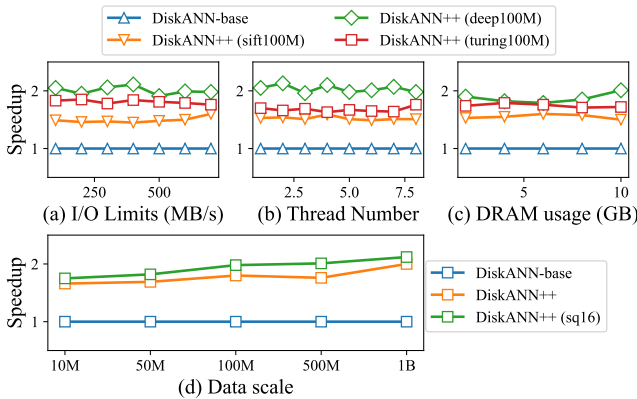 DiskANN-base
DiskANN++ (deep100M)
DiskANN++ (sift100M)
DiskANN++ (turing100M)
Speedup
2
1
250 500
(a) I/O Limits (MB/s)
2
1
2.5 5.0 7.5
(b) Thread Number
2
1
5 10
(c) DRAM usage (GB)
Speedup
2
1
10M 50M 100M 500M 1B
(d) Data scale
DiskANN-base
DiskANN++
DiskANN++ (sq16)